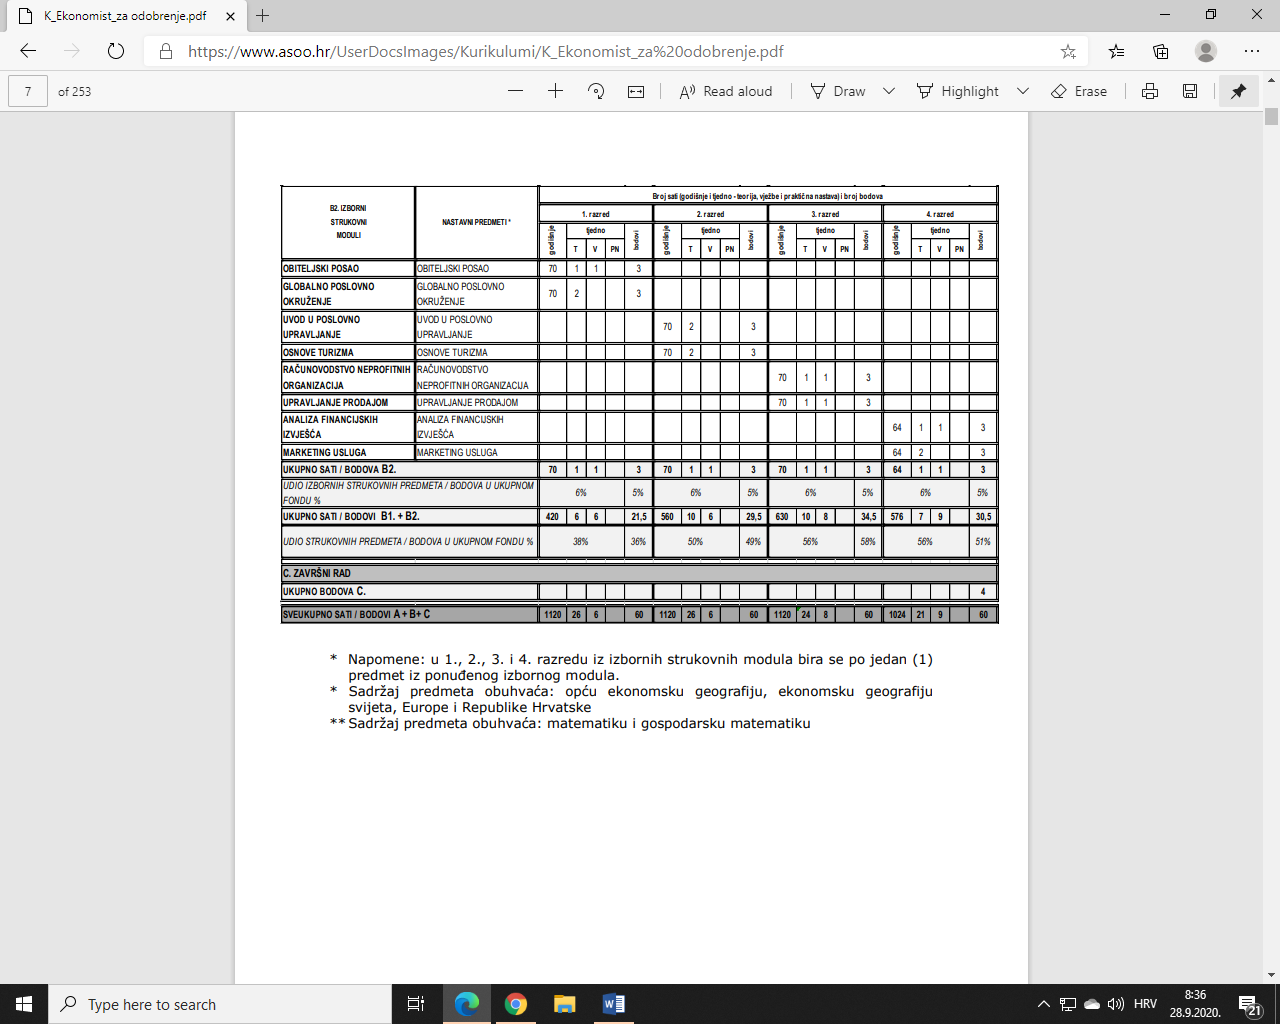 K_Ekonomist_za odobrenje.pdf
https://www.asoo.hr/UserDocsImages/Kurikulumi/K_Ekonomist_za%20odobrenje.pdf
7 of 253 Read aloud Draw Highlight Erase
Broj sati (godišnje i tjedno - teorija, vježbe i praktična nastava) i broj bodova
B2. IZBORNI STRUKOVNI MODULI NASTAVNI PREDMETI * 1. razred 2. razred 3. razred 4. razred
godišnje tjedno bodovi godišnje tjedno bodovi godišnje tjedno bodovi godišnje tjedno bodovi
T V PN T V PN T V PN T V PN
OBITELJSKI POSAO OBITELJSKI POSAO 70 1 1 3
GLOBALNO POSLOVNO OKRUŽENJE GLOBALNO POSLOVNO OKRUŽENJE 70 2 3
UVOD U POSLOVNO UPRAVLJANJE UVOD U POSLOVNO UPRAVLJANJE 70 2 3
OSNOVE TURIZMA OSNOVE TURIZMA 70 2 3
RAČUNOVODSTVO NEPROFITNIH ORGANIZACIJA RAČUNOVODSTVO NEPROFITNIH ORGANIZACIJA 70 1 1 3
UPRAVLJANJE PRODAJOM UPRAVLJANJE PRODAJOM 70 1 1 3
ANALIZA FINANCIJSKIH IZVJEŠĆA ANALIZA FINANCIJSKIH IZVJEŠĆA 64 1 1 3
MARKETING USLUGA MARKETING USLUGA 64 2 3
UKUPNO SATI / BODOVA B2. 70 1 1 3 70 1 1 3 70 1 1 3 64 1 1 3
UDIO IZBORNIH STRUKOVNIH PREDMETA / BODOVA U UKUPNOM FONDU % 6% 5% 6% 5% 6% 5% 6% 5%
UKUPNO SATI / BODOVI B1. + B2. 420 6 6 21,5 560 10 6 29,5 630 10 8 34,5 576 7 9 30,5
UDIO STRUKOVNIH PREDMETA / BODOVA U UKUPNOM FONDU % 38% 36% 50% 49% 56% 58% 56% 51%
C. ZAVRŠNI RAD
UKUPNO BODOVA C. 4
SVEUKUPNO SATI / BODOVI A + B+ C 1120 26 6 60 1120 26 6 60 1120 24 8 60 1024 21 9 60
* Napomene: u 1., 2., 3. i 4. razredu iz izbornih strukovnih modula bira se po jedan (1)
predmet iz ponuđenog izbornog modula.
* Sadržaj predmeta obuhvaća: opću ekonomsku geografiju, ekonomsku geografiju
svijeta, Europe i Republike Hrvatske
** Sadržaj predmeta obuhvaća: matematiku i gospodarsku matematiku
Type here to search
HRV
8:36
28.9.2020.
21